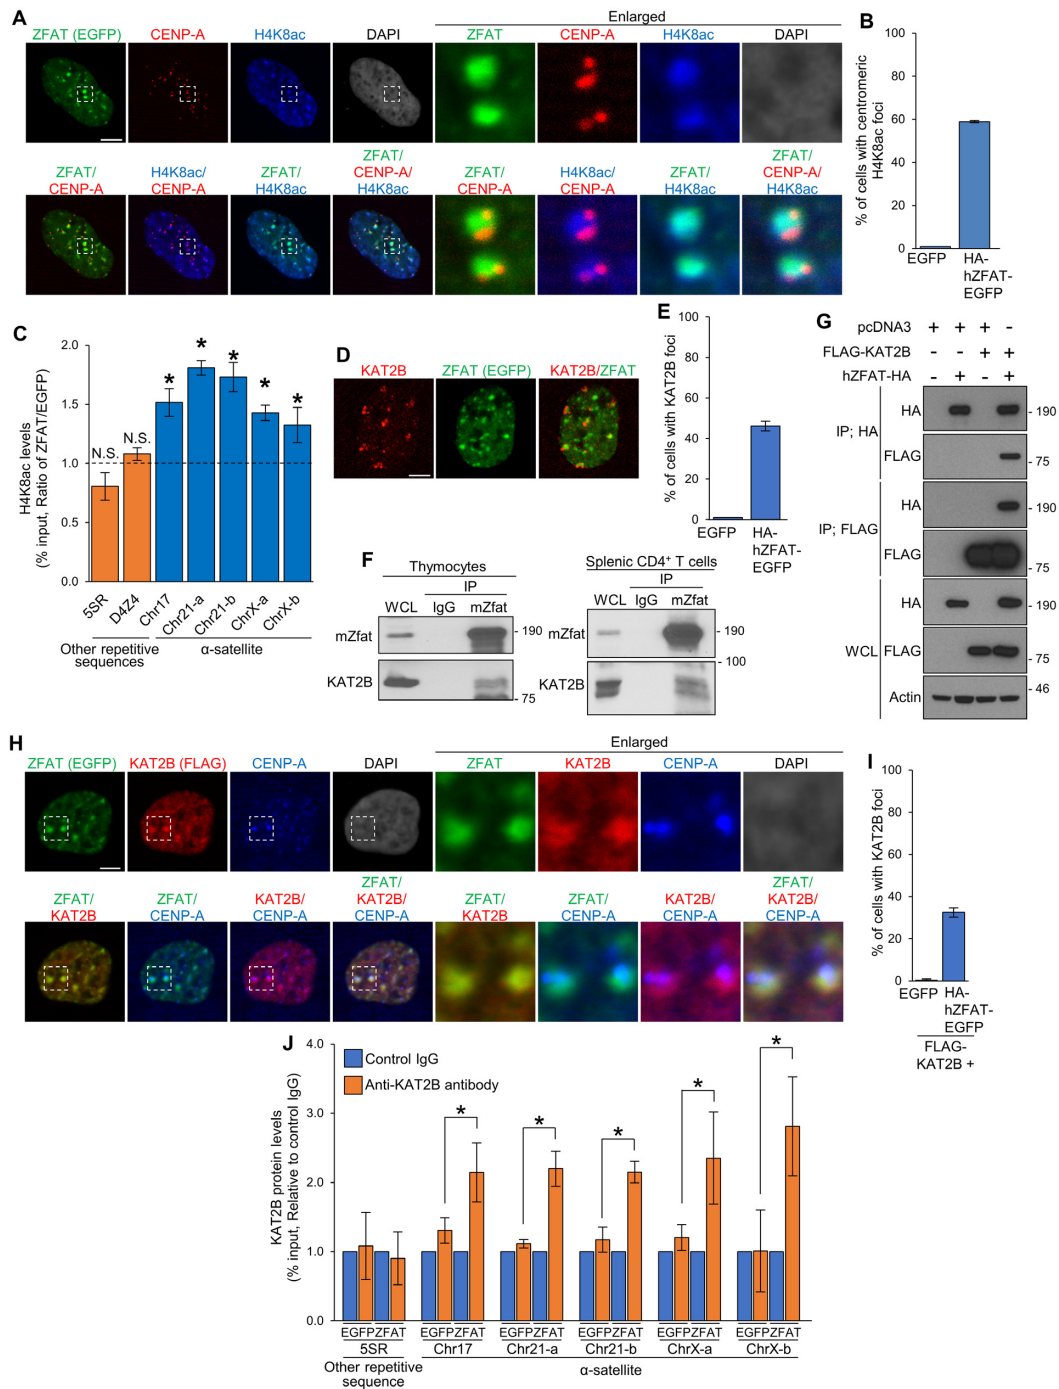 A
Enlarged
ZFAT (EGFP) CENP-A H4K8ac DAPI ZFAT CENP-A H4K8ac DAPI
ZFAT/
CENP-A
H4K8ac/
CENP-A
ZFAT/
H4K8ac
ZFAT/
CENP-A/
H4K8ac
ZFAT/
CENP-A
H4K8ac/
CENP-A
ZFAT/
H4K8ac
ZFAT/
CENP-A/
H4K8ac
B
% of cells with centromeric
H4K8ac foci
100
80
60
40
20
0
EGFP
HA-
hZFAT-
EGFP
C
H4K8ac levels
(% input, Ratio of ZFAT/EGFP)
2.0
1.5
1.0
0.5
0.0
N.S.
N.S.
* * * * *
5SR D4Z4 Chr17 Chr21-a Chr21-b ChrX-a ChrX-b
Other repetitive
sequences
α-satellite
D
KAT2B ZFAT (EGFP) KAT2B/ZFAT
E
% of cells with KAT2B foci
100
80
60
40
20
0
EGFP
HA-
hZFAT-
EGFP
F
Thymocytes
IP
WCL IgG mZfat
mZfat
- 190
KAT2B
- 75
Splenic CD4⁺ T cells
IP
WCL IgG mZfat
mZfat
- 190
- 100
KAT2B
G
pcDNA3 + + + -
FLAG-KAT2B - - + +
hZFAT-HA - + - +
IP; HA
HA
- 190
FLAG
- 75
IP; FLAG
HA
- 190
FLAG
- 75
WCL
HA
- 190
FLAG
- 75
Actin
- 46
H
Enlarged
ZFAT (EGFP) KAT2B (FLAG) CENP-A DAPI ZFAT KAT2B CENP-A DAPI
ZFAT/
KAT2B
ZFAT/
CENP-A
KAT2B/
CENP-A
ZFAT/
KAT2B/
CENP-A
ZFAT/
KAT2B
ZFAT/
CENP-A
KAT2B/
CENP-A
ZFAT/
KAT2B/
CENP-A
I
% of cells with KAT2B foci
100
80
60
40
20
0
EGFP
HA-
hZFAT-
EGFP
FLAG-
KAT2B +
J
KAT2B protein levels
(% input, Relative to control IgG)
4.0
3.0
2.0
1.0
0.0
Control IgG
Anti-KAT2B antibody
* * * * *
EGFP ZFAT EGFP ZFAT EGFP ZFAT EGFP ZFAT EGFP ZFAT EGFP ZFAT
5SR Chr17 Chr21-a Chr21-b ChrX-a ChrX-b
Other repetitive
sequence
α-satellite